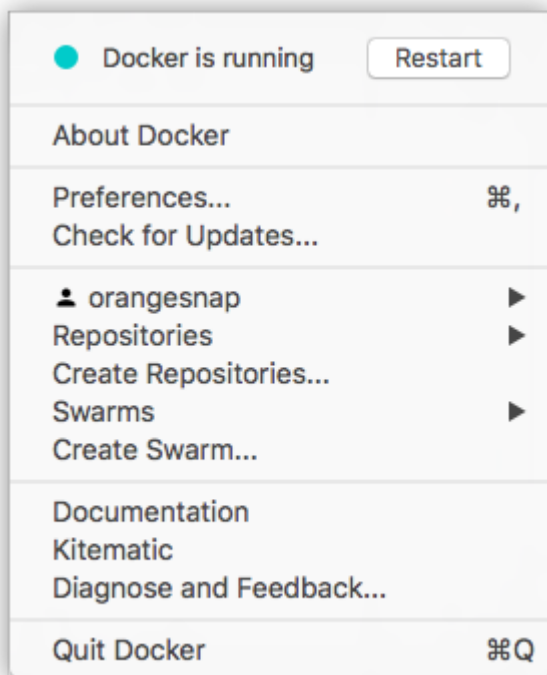 Docker is running Restart
About Docker
Preferences... ⌘,
Check for Updates...
orangesnap
Repositories
Create Repositories...
Swarms
Create Swarm...
Documentation
Kitematic
Diagnose and Feedback...
Quit Docker ⌘Q